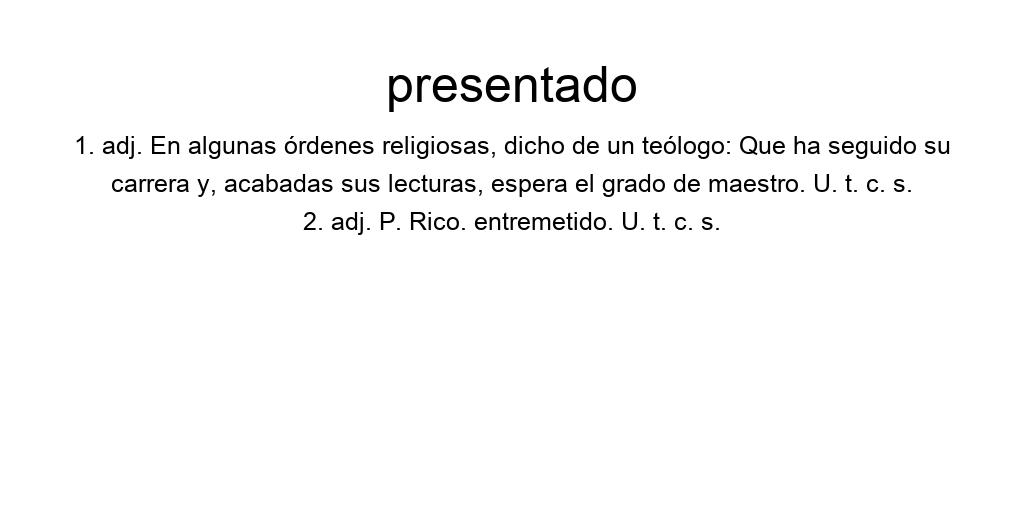 presentado
1. adj. En algunas órdenes religiosas, dicho de un teólogo: Que ha seguido su
carrera y, acabadas sus lecturas, espera el grado de maestro. U. t. c. s.
2. adj. P. Rico. entremetido. U. t. c. s.